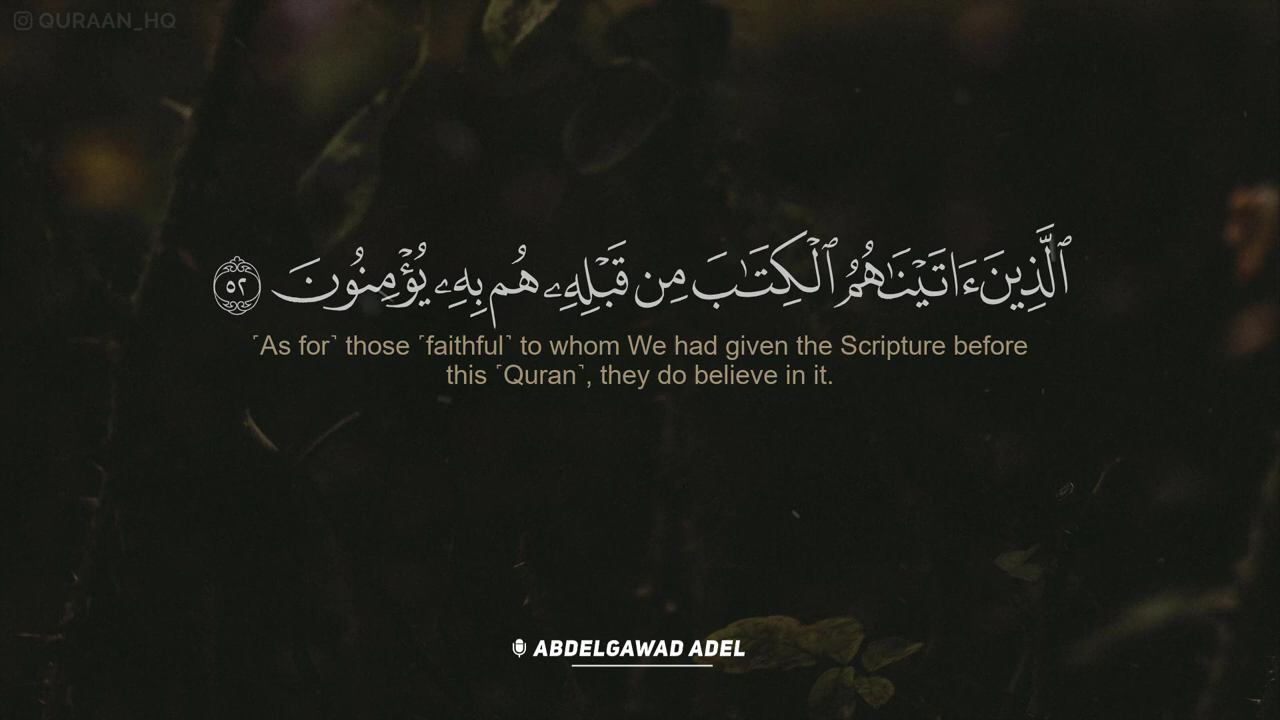 QURAAN_HQ
ٱلَّذِينَ ءَاتَيْنَٰهُمُ ٱلْكِتَٰبَ مِن قَبْلِهِۦ هُم بِهِۦ يُؤْمِنُونَ ٥٢
⸢As for⸣ those ⸢faithful⸣ to whom We had given the Scripture before
this ⸢Quran⸣, they do believe in it.
ABDELGAWAD ADEL